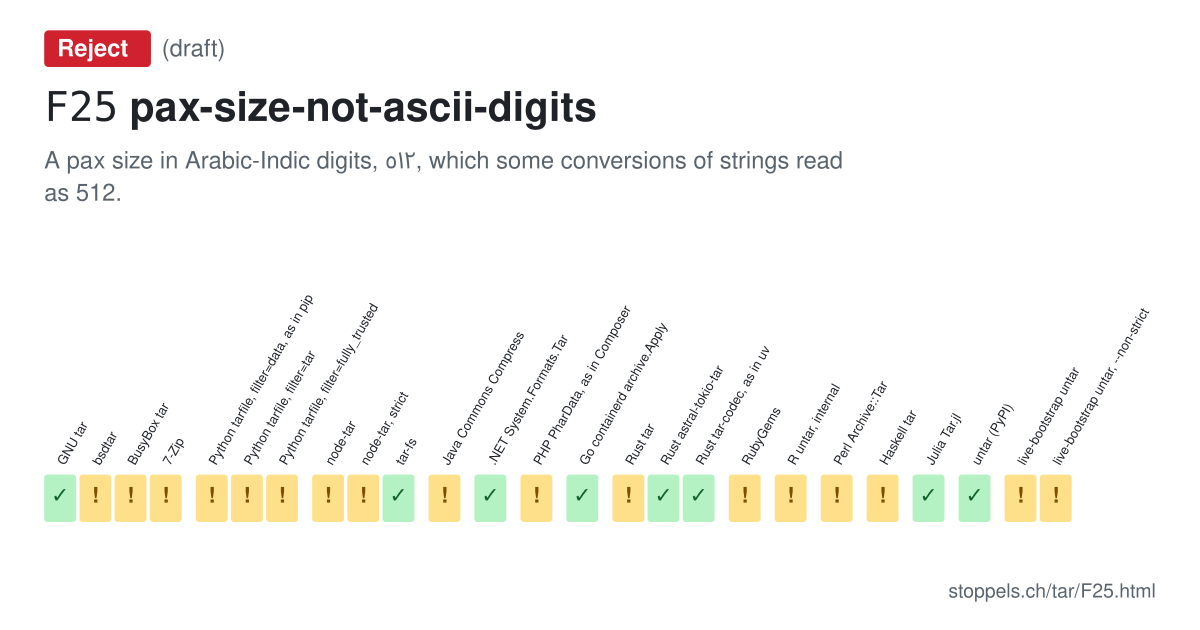 Reject (draft)
F25 pax-size-not-ascii-digits
A pax size in Arabic-Indic digits, ٥١٢, which some conversions of strings read
as 512.
GNU tar
bsdtar
BusyBox tar
7-Zip
Python tarfile, filter=data, as in pip
Python tarfile, filter=tar
Python tarfile, filter=fully_trusted
node-tar
node-tar, strict
tar-fs
Java Commons Compress
.NET System.Formats.Tar
PHP PharData, as in Composer
Go containerd archive.Apply
Rust tar
Rust astral-tokio-tar
Rust tar-codec, as in uv
RubyGems
R untar, internal
Perl Archive::Tar
Haskell tar
Julia Tar.jl
untar (PyPI)
live-bootstrap untar
live-bootstrap untar, --non-strict
✓ ! ! ! ! ! ! ! ! ✓ ! ✓ ! ✓ ! ✓ ✓ ! ! ! ! ✓ ✓ ! !
stoppels.ch/tar/F25.html